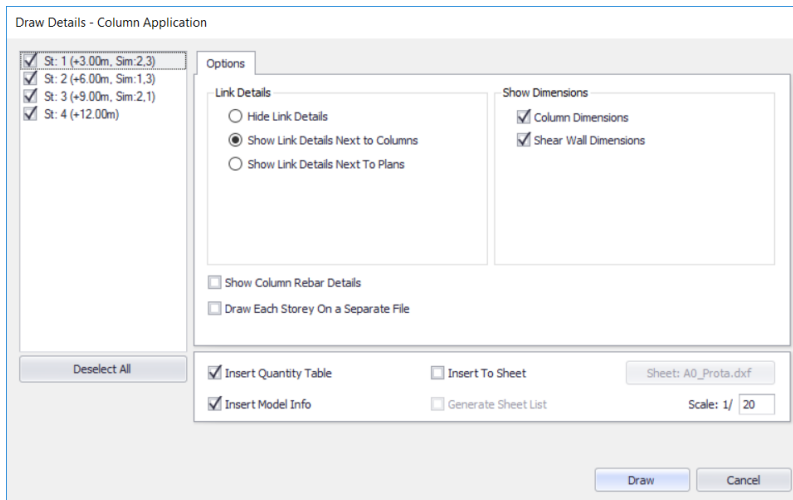 Draw Details - Column Application
St: 1 (+3.00m, Sim:2,3)
St: 2 (+6.00m, Sim:1,3)
St: 3 (+9.00m, Sim:2,1)
St: 4 (+12.00m)
Deselect All
Options
Link Details
Hide Link Details
Show Link Details Next to Columns
Show Link Details Next To Plans
Show Dimensions
Column Dimensions
Shear Wall Dimensions
Show Column Rebar Details
Draw Each Storey On a Separate File
Insert Quantity Table
Insert To Sheet
Sheet: A0_Prota.dxf
Insert Model Info
Generate Sheet List
Scale: 1/ 20
Draw
Cancel